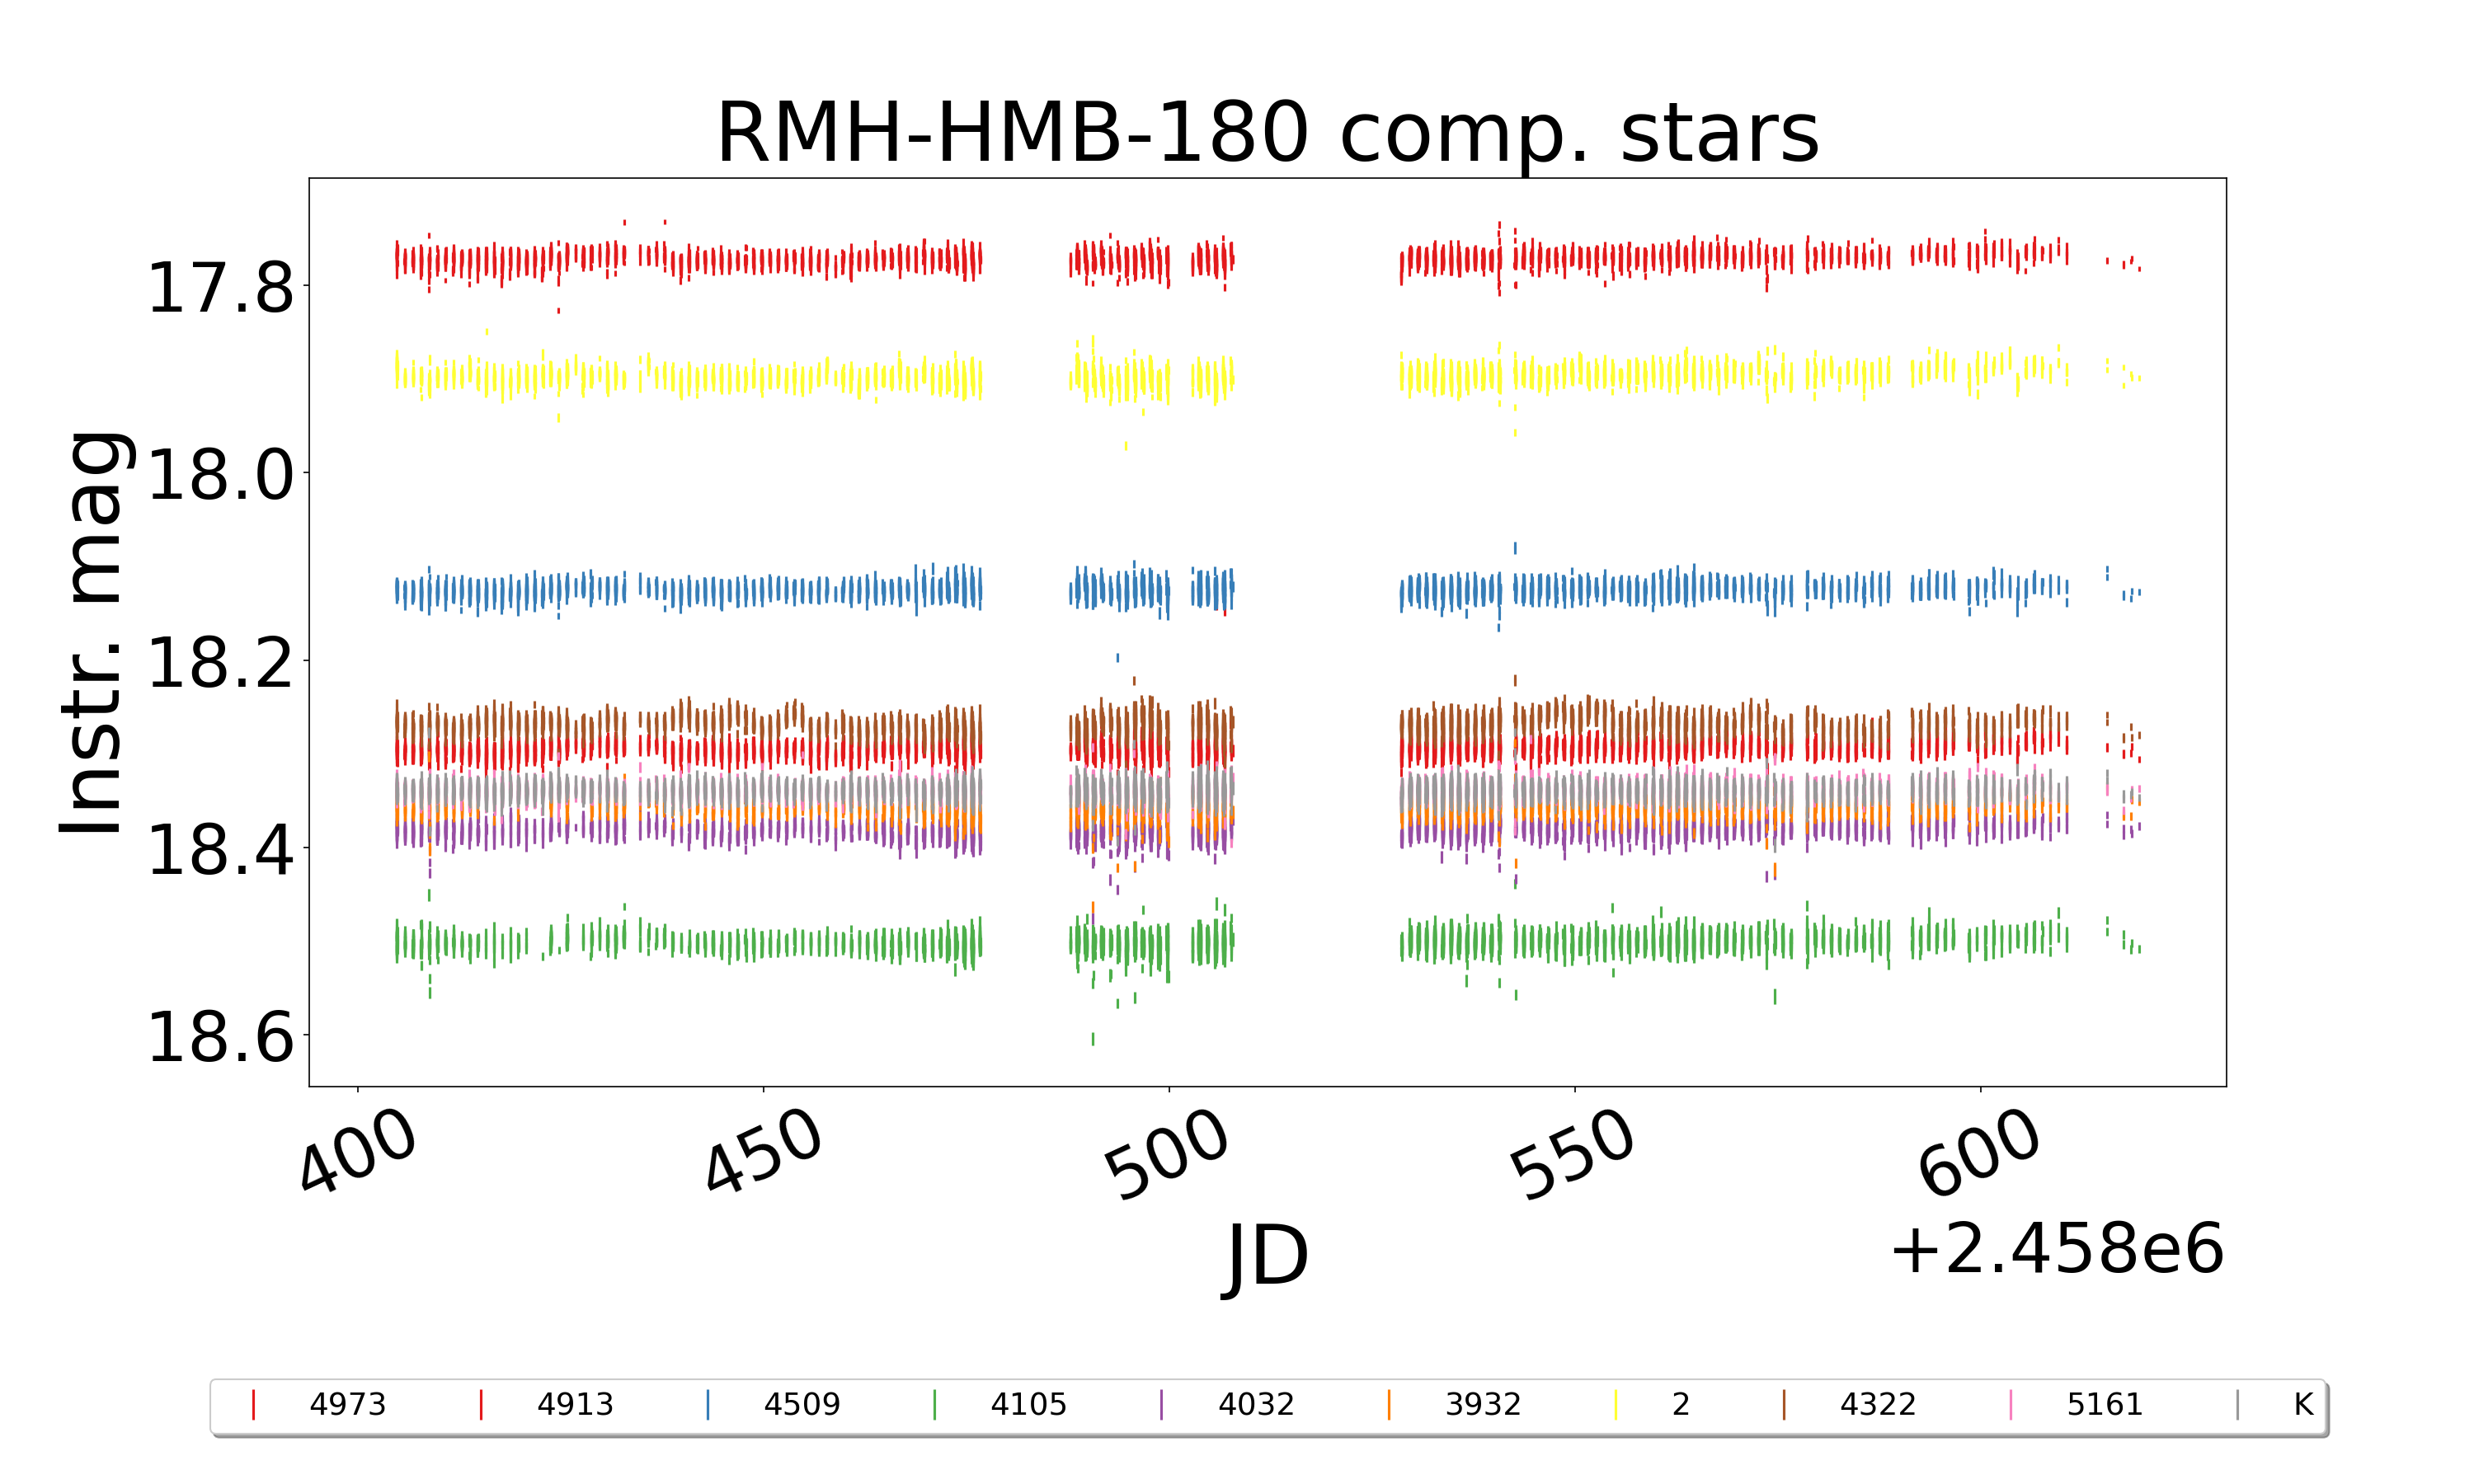 RMH-HMB-180 comp. stars
Instr. mag
17.8
18.0
18.2
18.4
18.6
400 450 500 550 600
JD
+2.458e6
4973 4913 4509 4105 4032 3932 2 4322 5161 K